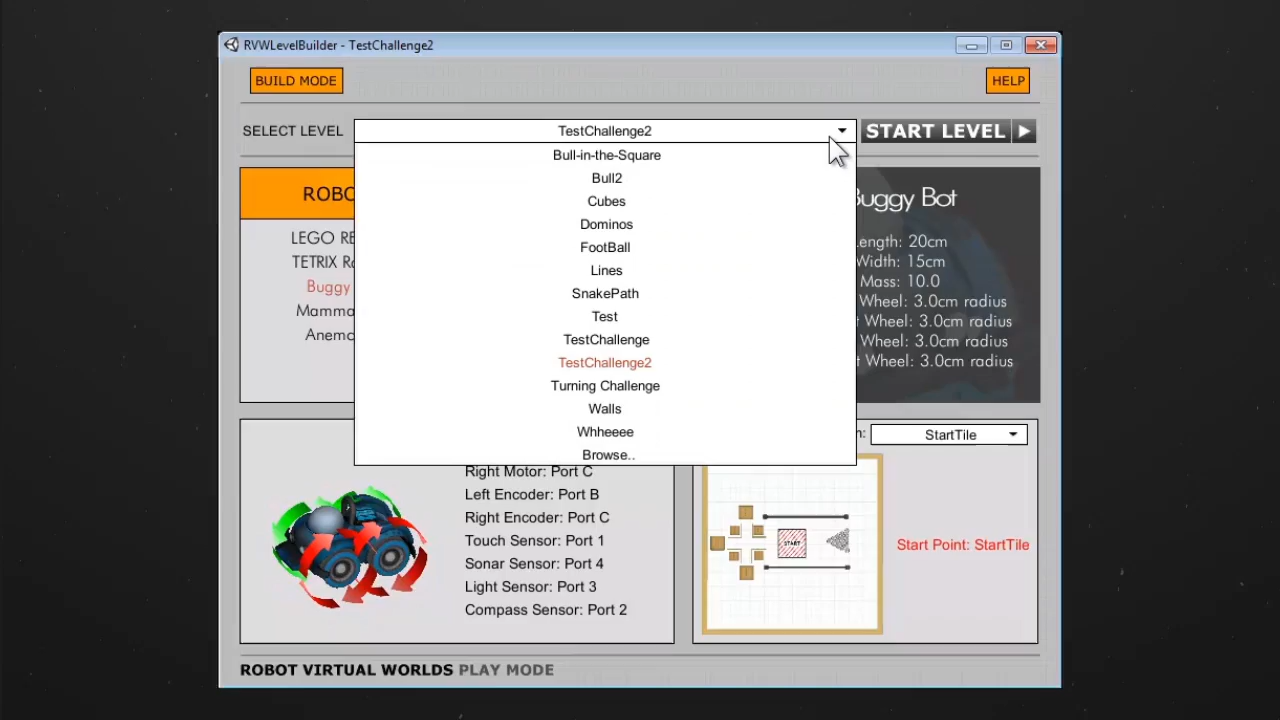 RVWLevelBuilder - TestChallenge2
BUILD MODE
HELP
SELECT LEVEL
TestChallenge2
START LEVEL
Bull-in-the-Square
Bull2
Cubes
Dominos
FootBall
Lines
SnakePath
Test
TestChallenge
TestChallenge2
Turning Challenge
Walls
Whheeee
Browse..
ROBO
LEGO RE
TETRIX Ro
Buggy
Mamma
Anemo
Buggy Bot
Length: 20cm
Width: 15cm
Mass: 10.0
Wheel: 3.0cm radius
t Wheel: 3.0cm radius
Wheel: 3.0cm radius
t Wheel: 3.0cm radius
Right Motor: Port C
Left Encoder: Port B
Right Encoder: Port C
Touch Sensor: Port 1
Sonar Sensor: Port 4
Light Sensor: Port 3
Compass Sensor: Port 2
n:
StartTile
START
Start Point: StartTile
ROBOT VIRTUAL WORLDS PLAY MODE